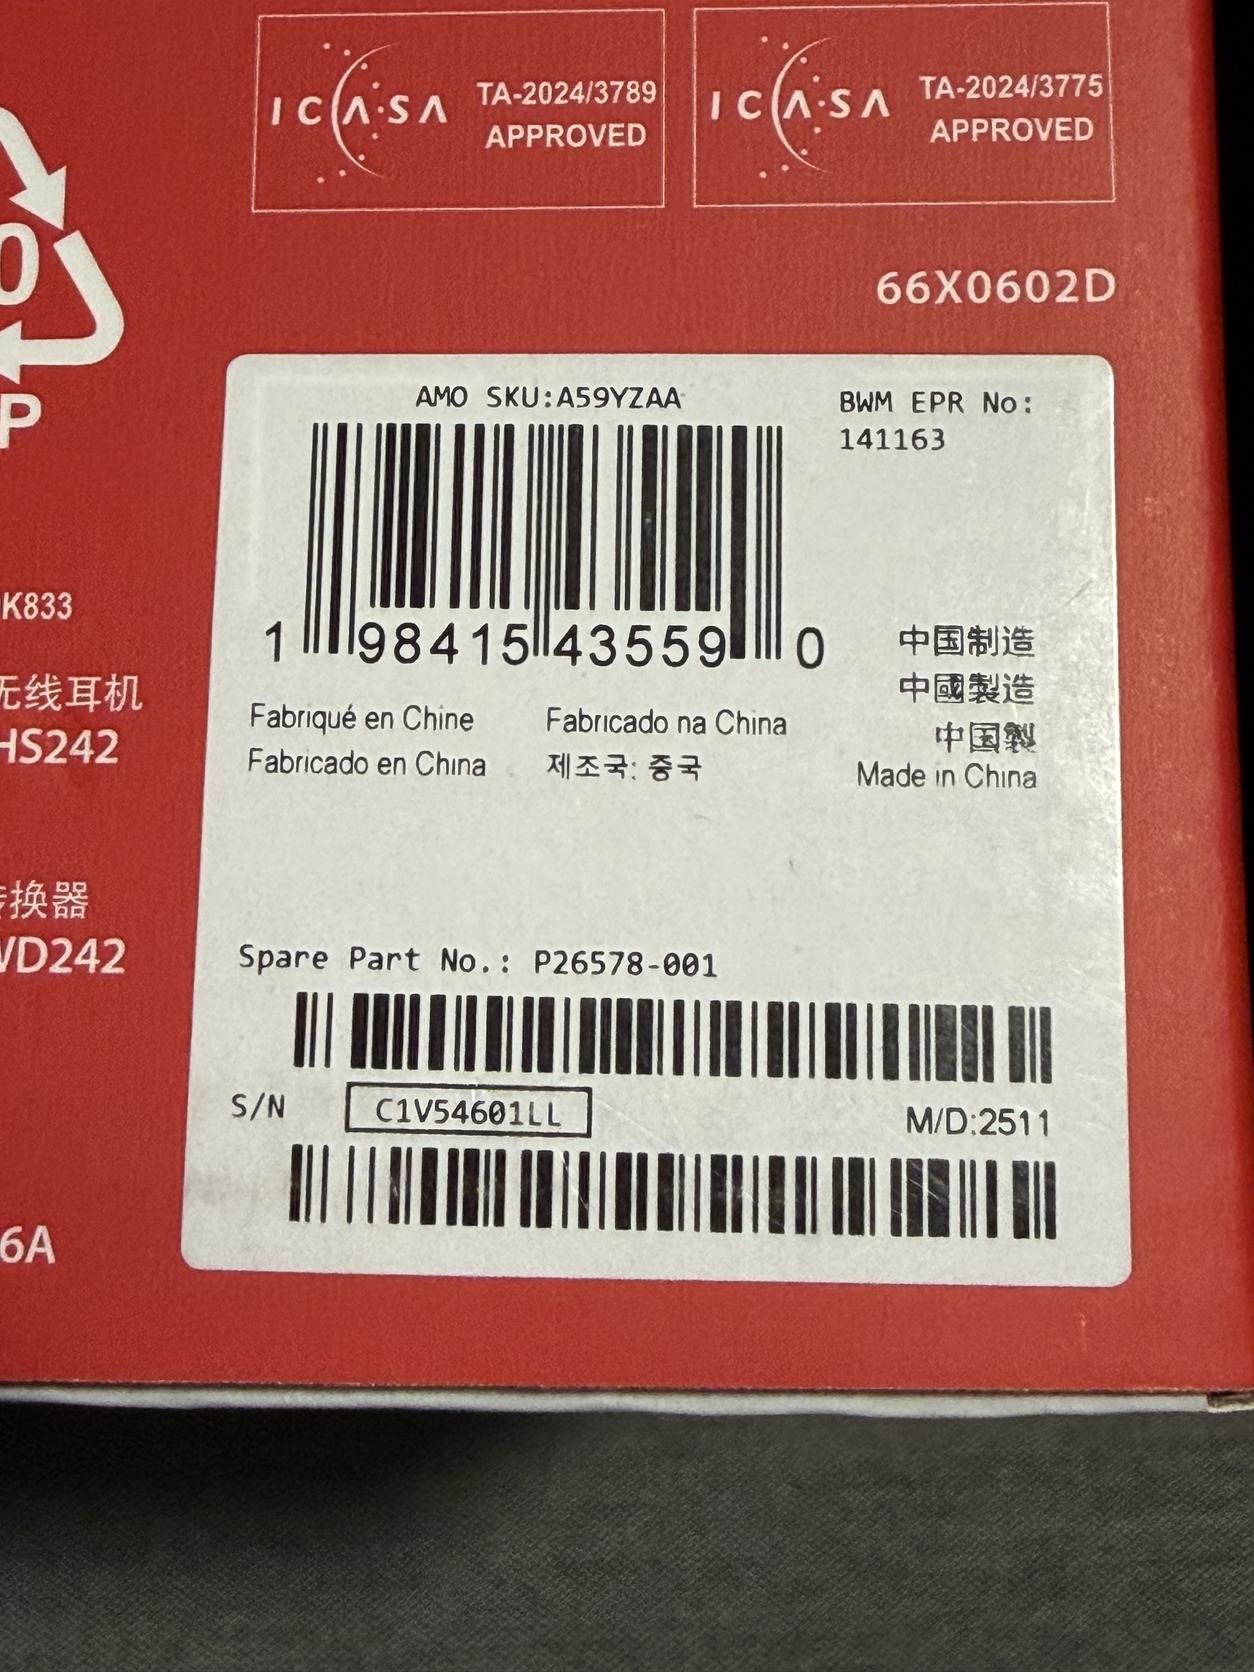 ICASA TA-2024/3789
APPROVED
ICASA TA-2024/3775
APPROVED
66X0602D
0
P
K833
无线耳机
HS242
换器
WD242
6A
AMO SKU:A59YZAA
BWM EPR No:
141163
1 98415 43559 0
中国制造
中國製造
中国製
Made in China
Fabriqué en Chine
Fabricado na China
Fabricado en China
제조국: 중국
Spare Part No.: P26578-001
S/N C1V54601LL M/D:2511